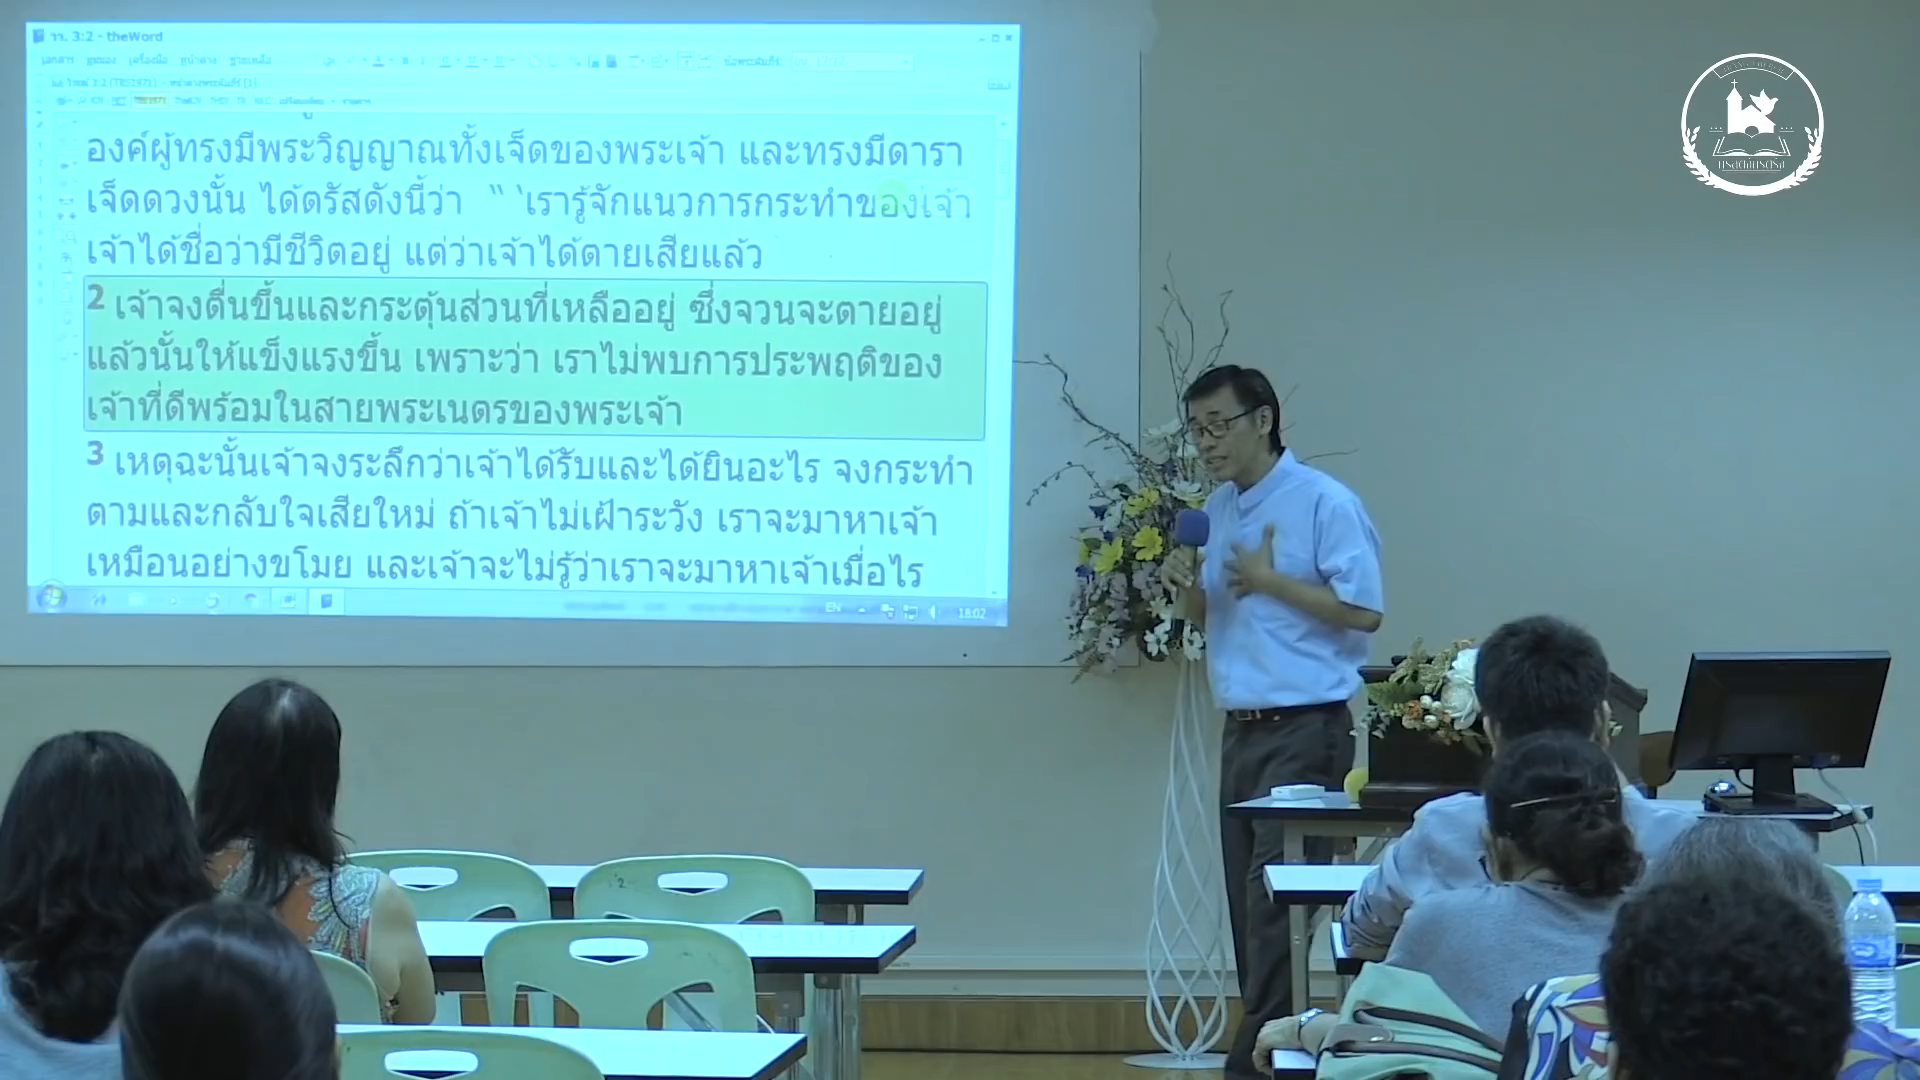 วว. 3:2 - theWord
องค์ผู้ทรงมีพระวิญญาณทั้งเจ็ดของพระเจ้า และทรงมีดารา
เจ็ดดวงนั้น ได้ตรัสดังนี้ว่า “ ‘เรารู้จักแนวการกระทำของเจ้า
เจ้าได้ชื่อว่ามีชีวิตอยู่ แต่ว่าเจ้าได้ตายเสียแล้ว
2 เจ้าจงตื่นขึ้นและกระตุ้นส่วนที่เหลืออยู่ ซึ่งจวนจะตายอยู่
แล้วนั้นให้แข็งแรงขึ้น เพราะว่า เราไม่พบการประพฤติของ
เจ้าที่ดีพร้อมในสายพระเนตรของพระเจ้า
3 เหตุฉะนั้นเจ้าจงระลึกว่าเจ้าได้รับและได้ยินอะไร จงกระทำ
ตามและกลับใจเสียใหม่ ถ้าเจ้าไม่เฝ้าระวัง เราจะมาหาเจ้า
เหมือนอย่างขโมย และเจ้าจะไม่รู้ว่าเราจะมาหาเจ้าเมื่อไร
EN
18:02